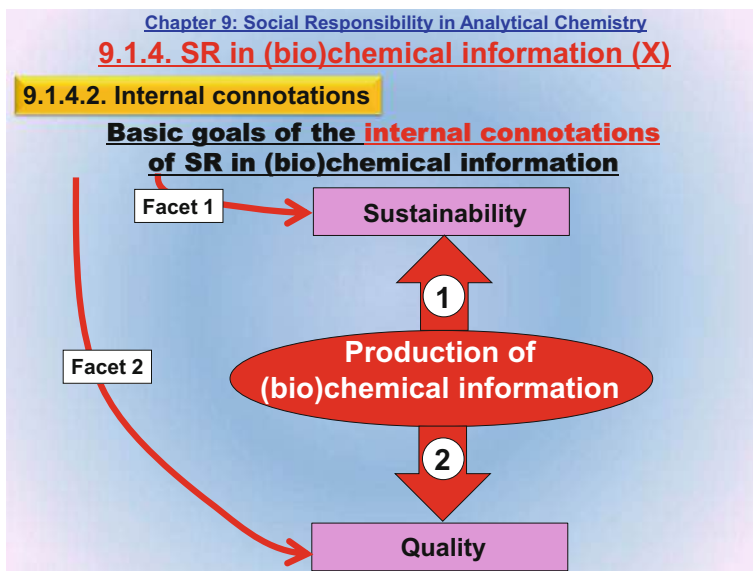 Chapter 9: Social Responsibility in Analytical Chemistry
9.1.4. SR in (bio)chemical information (X)
9.1.4.2. Internal connotations
Basic goals of the internal connotations
of SR in (bio)chemical information
Facet 1
Sustainability
1
Production of
(bio)chemical information
Facet 2
2
Quality